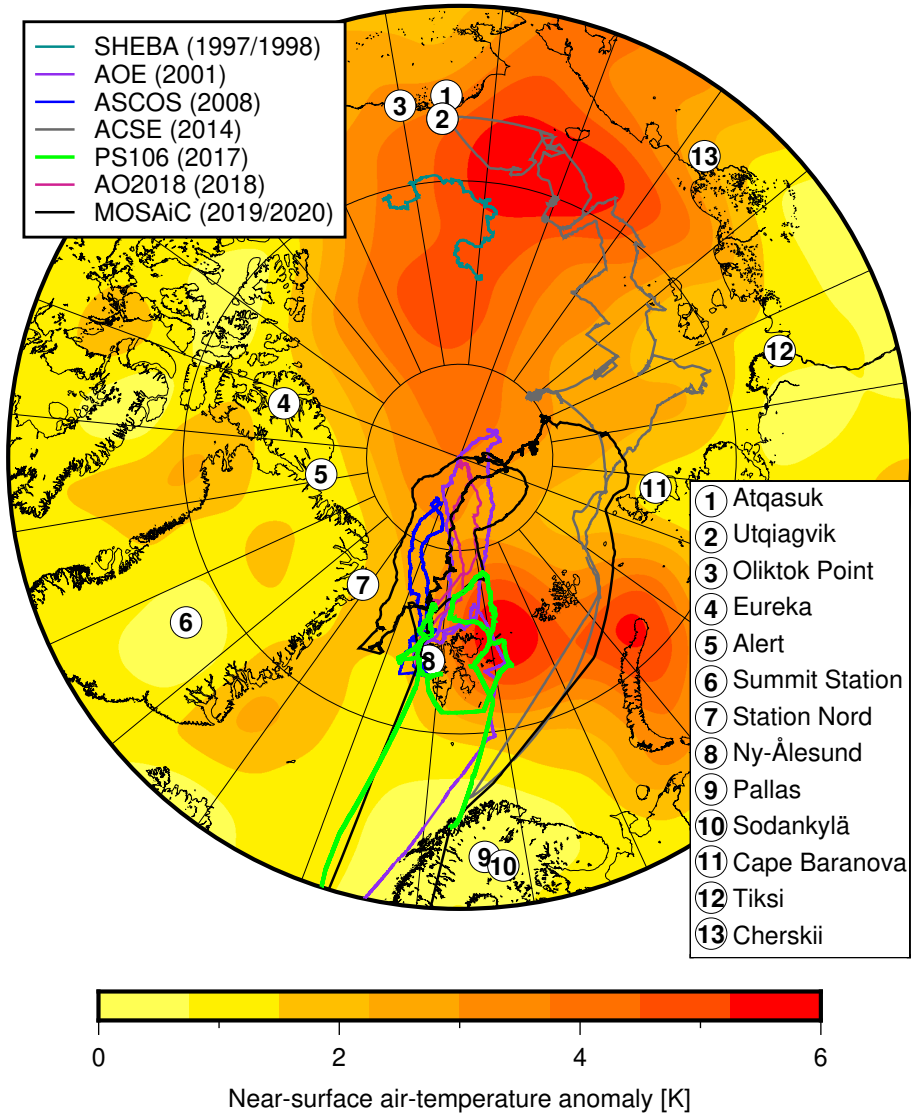 SHEBA (1997/1998)
AOE (2001)
ASCOS (2008)
ACSE (2014)
PS106 (2017)
AO2018 (2018)
MOSAiC (2019/2020)
1
3
2
13
12
4
5
11
7
6
8
9
10
1 Atqasuk
2 Utqiagvik
3 Oliktok Point
4 Eureka
5 Alert
6 Summit Station
7 Station Nord
8 Ny-Ålesund
9 Pallas
10 Sodankylä
11 Cape Baranova
12 Tiksi
13 Cherskii
0 2 4 6
Near-surface air-temperature anomaly [K]